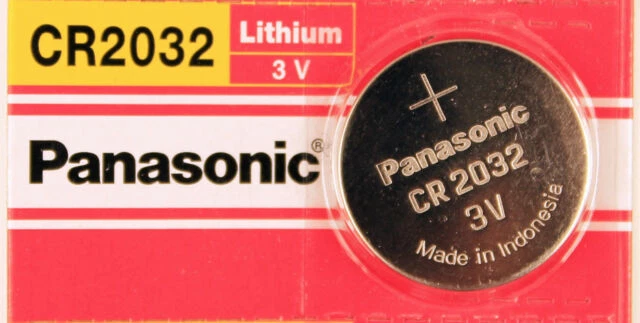 CR2032
Lithium
3 V
Panasonic®
+
Panasonic
CR 2032
3V
Made in Indonesia